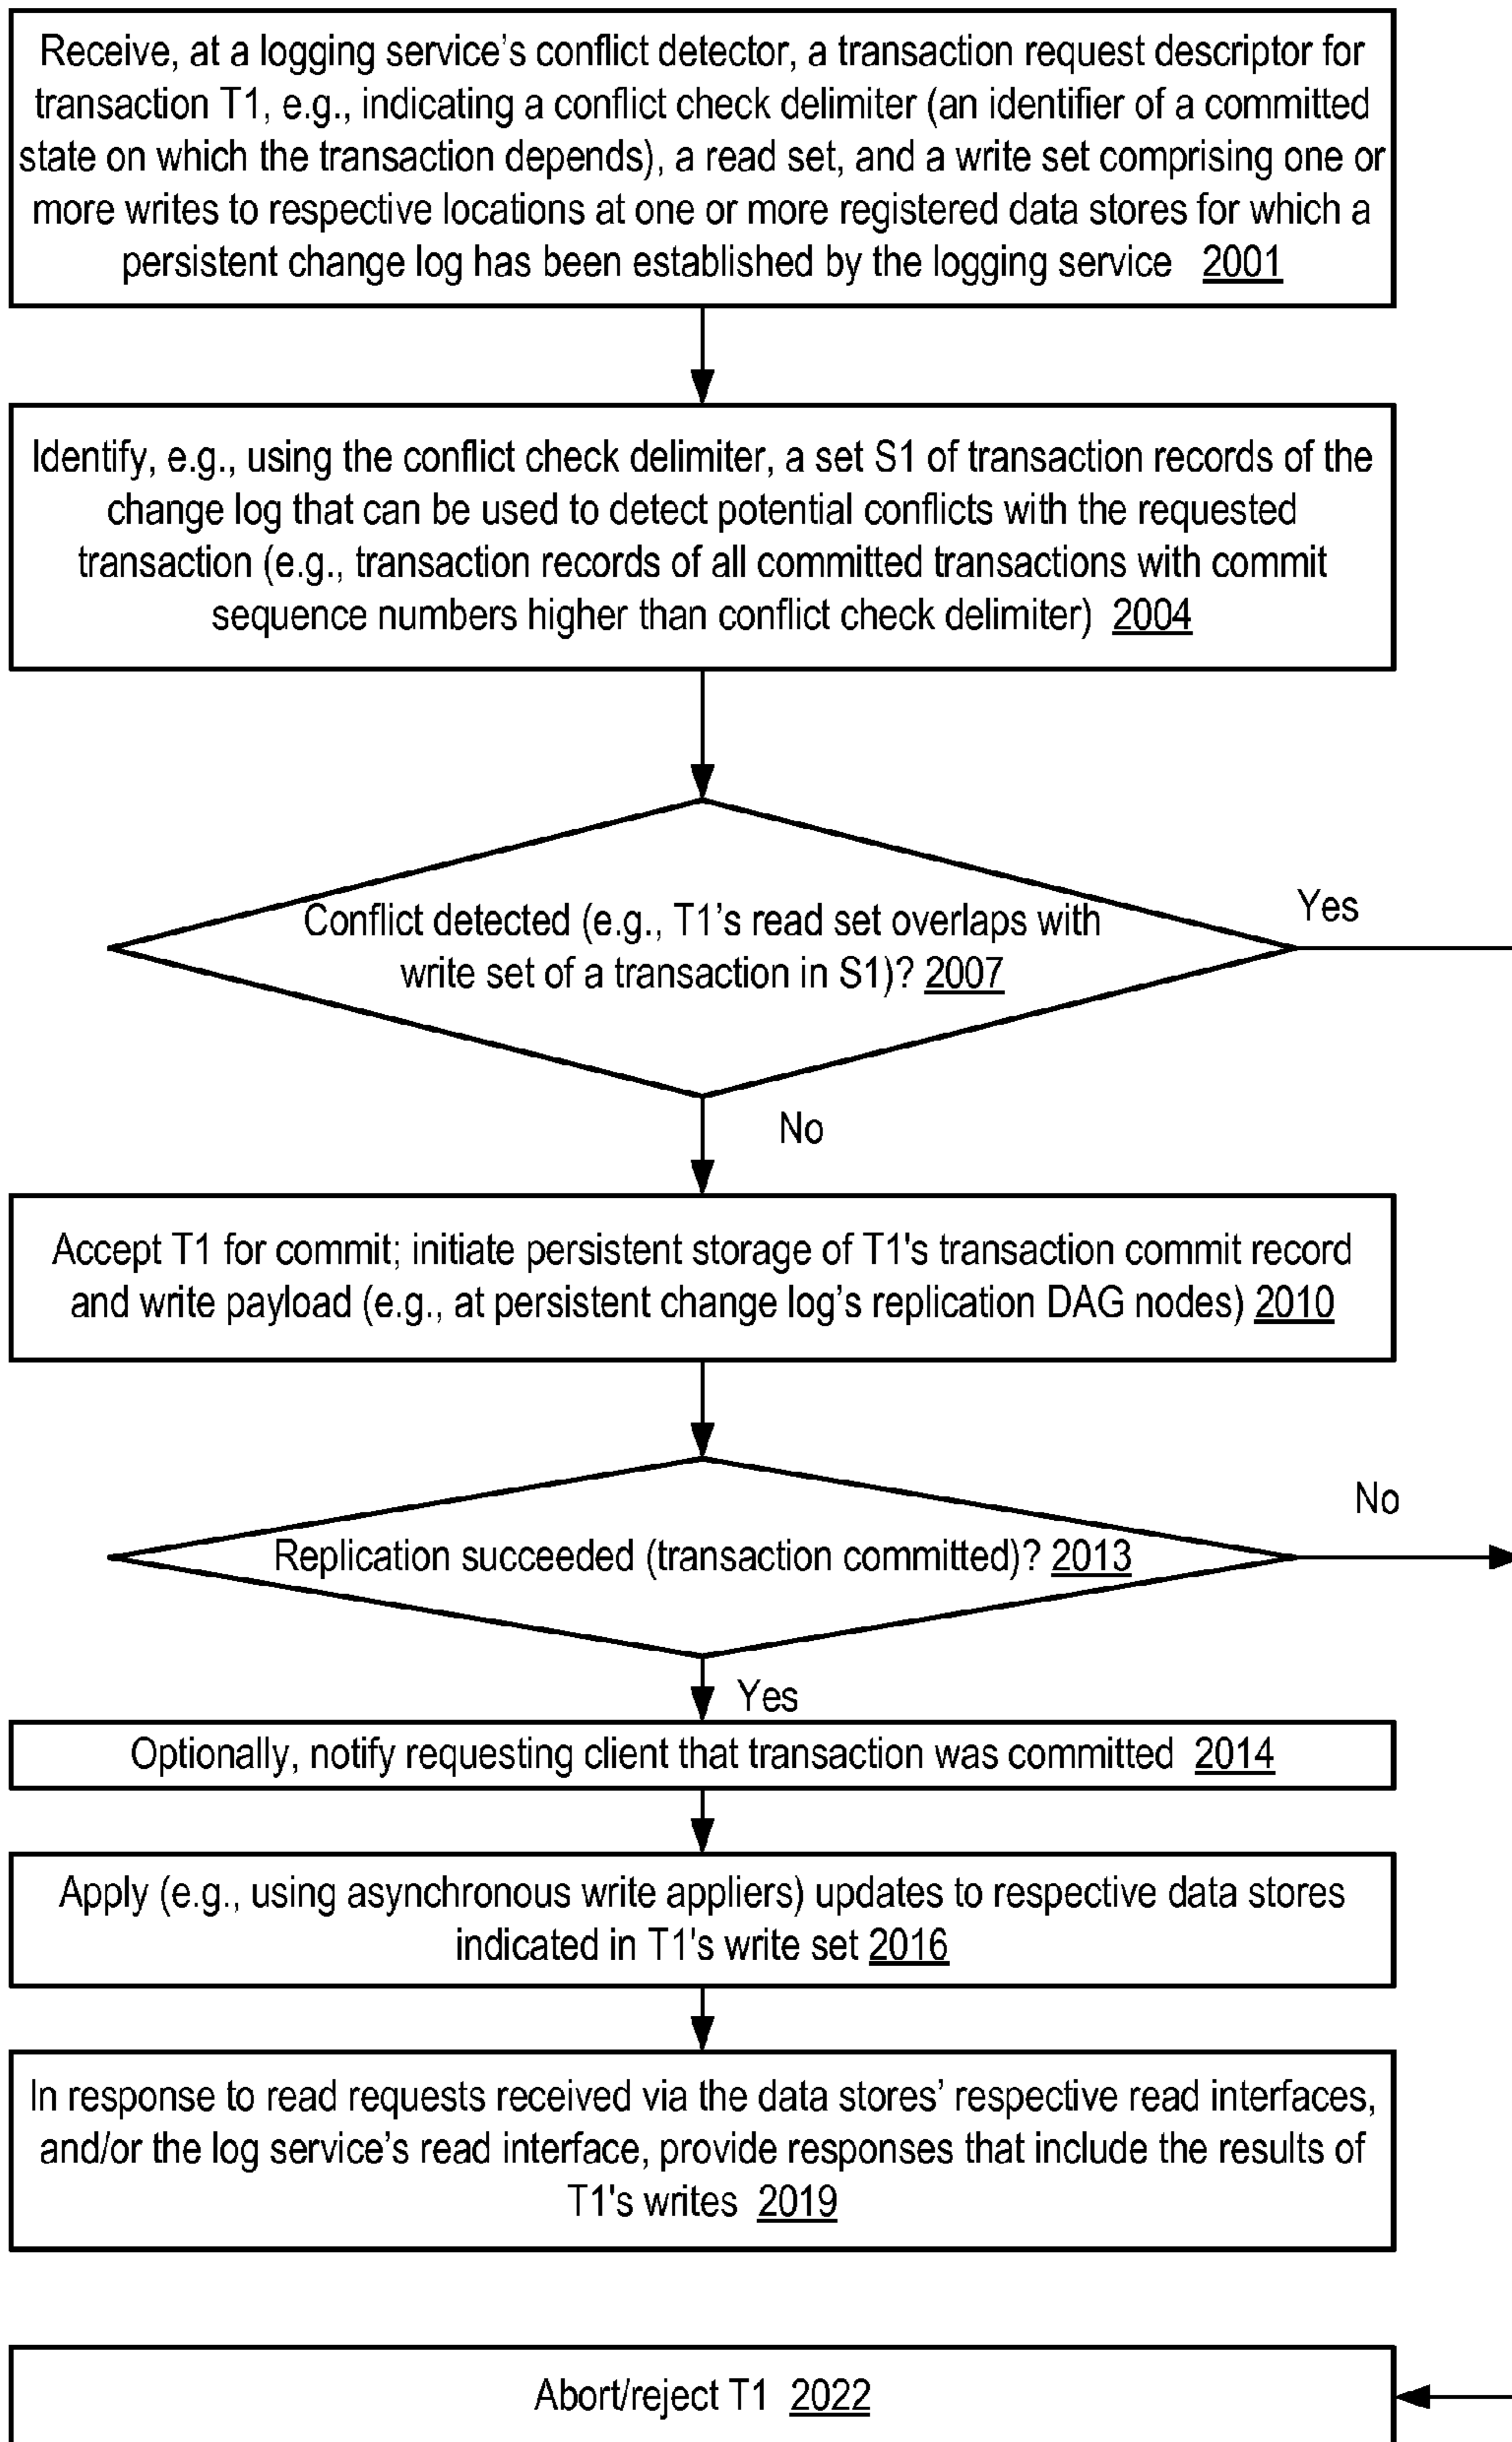 Receive, at a logging service's conflict detector, a transaction request descriptor for
transaction T1, e.g., indicating a conflict check delimiter (an identifier of a committed
state on which the transaction depends), a read set, and a write set comprising one or
more writes to respective locations at one or more registered data stores for which a
persistent change log has been established by the logging service 2001
Identify, e.g., using the conflict check delimiter, a set S1 of transaction records of the
change log that can be used to detect potential conflicts with the requested
transaction (e.g., transaction records of all committed transactions with commit
sequence numbers higher than conflict check delimiter) 2004
Yes
Conflict detected (e.g., T1's read set overlaps with
write set of a transaction in S1)? 2007
No
Accept T1 for commit; initiate persistent storage of T1's transaction commit record
and write payload (e.g., at persistent change log's replication DAG nodes) 2010
No
Replication succeeded (transaction committed)? 2013
Yes
Optionally, notify requesting client that transaction was committed 2014
Apply (e.g., using asynchronous write appliers) updates to respective data stores
indicated in T1's write set 2016
In response to read requests received via the data stores' respective read interfaces,
and/or the log service's read interface, provide responses that include the results of
T1's writes 2019
Abort/reject T1 2022